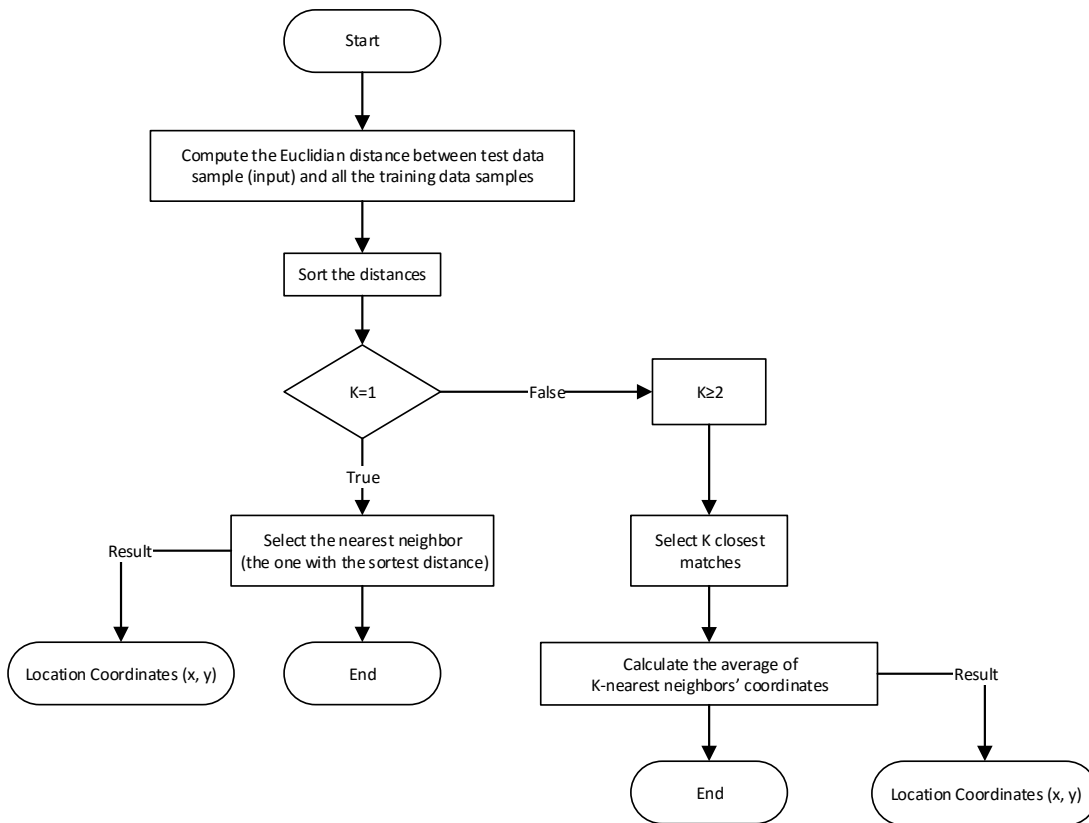 Start
Compute the Euclidian distance between test data
sample (input) and all the training data samples
Sort the distances
K=1
False
K≥2
True
Select the nearest neighbor
(the one with the sortest distance)
Result
Select K closest
matches
Location Coordinates (x, y)
End
Calculate the average of
K-nearest neighbors’ coordinates
Result
End
Location Coordinates (x, y)